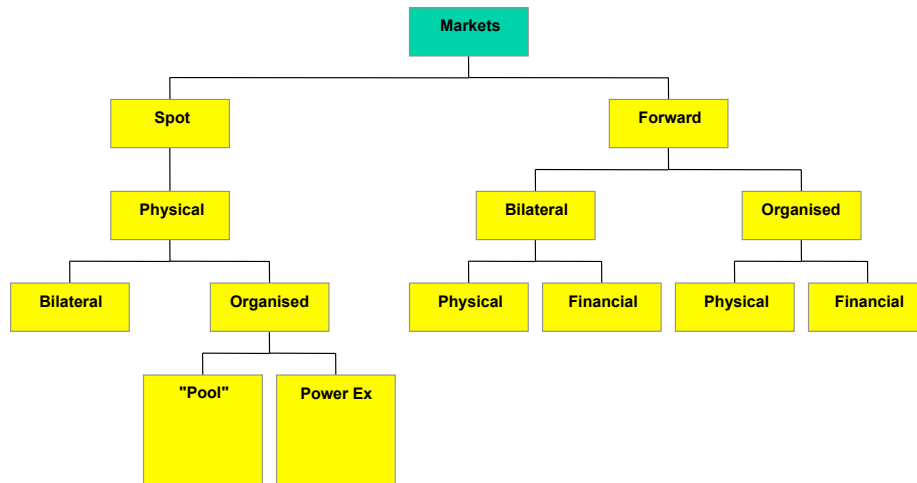 Markets
Spot
Forward
Physical
Bilateral
Organised
Bilateral
Organised
Physical
Financial
Physical
Financial
"Pool"
Power Ex